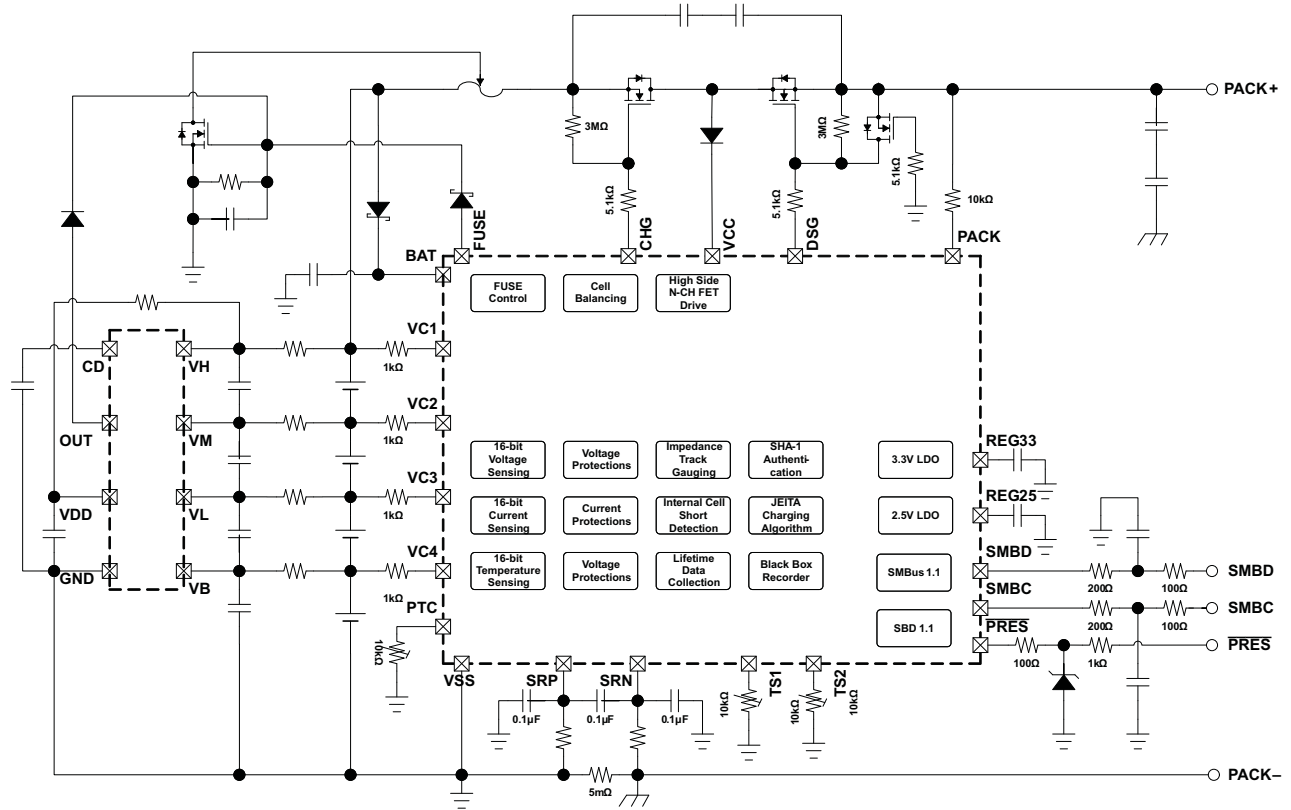 PACK+
3MΩ
3MΩ
5.1kΩ
5.1kΩ
5.1kΩ
10kΩ
FUSE
CHG
VCC
DSG
PACK
BAT
FUSE
Control
Cell
Balancing
High Side
N-CH FET
Drive
CD
VH
VC1
1kΩ
OUT
VM
VC2
1kΩ
16-bit
Voltage
Sensing
Voltage
Protections
Impedance
Track
Gauging
SHA-1
Authenti-
cation
3.3V LDO
REG33
VDD
VL
VC3
1kΩ
16-bit
Current
Sensing
Current
Protections
Internal Cell
Short
Detection
JEITA
Charging
Algorithm
2.5V LDO
REG25
GND
VB
VC4
1kΩ
16-bit
Temperature
Sensing
Voltage
Protections
Lifetime
Data
Collection
Black Box
Recorder
SMBus 1.1
SMBD
200Ω
100Ω
SMBD
SMBC
200Ω
100Ω
SMBC
PTC
10kΩ
SBD 1.1
PRES
100Ω
1kΩ
PRES
VSS
SRP
SRN
TS1
TS2
0.1µF
0.1µF
0.1µF
10kΩ
10kΩ
10kΩ
5mΩ
PACK–